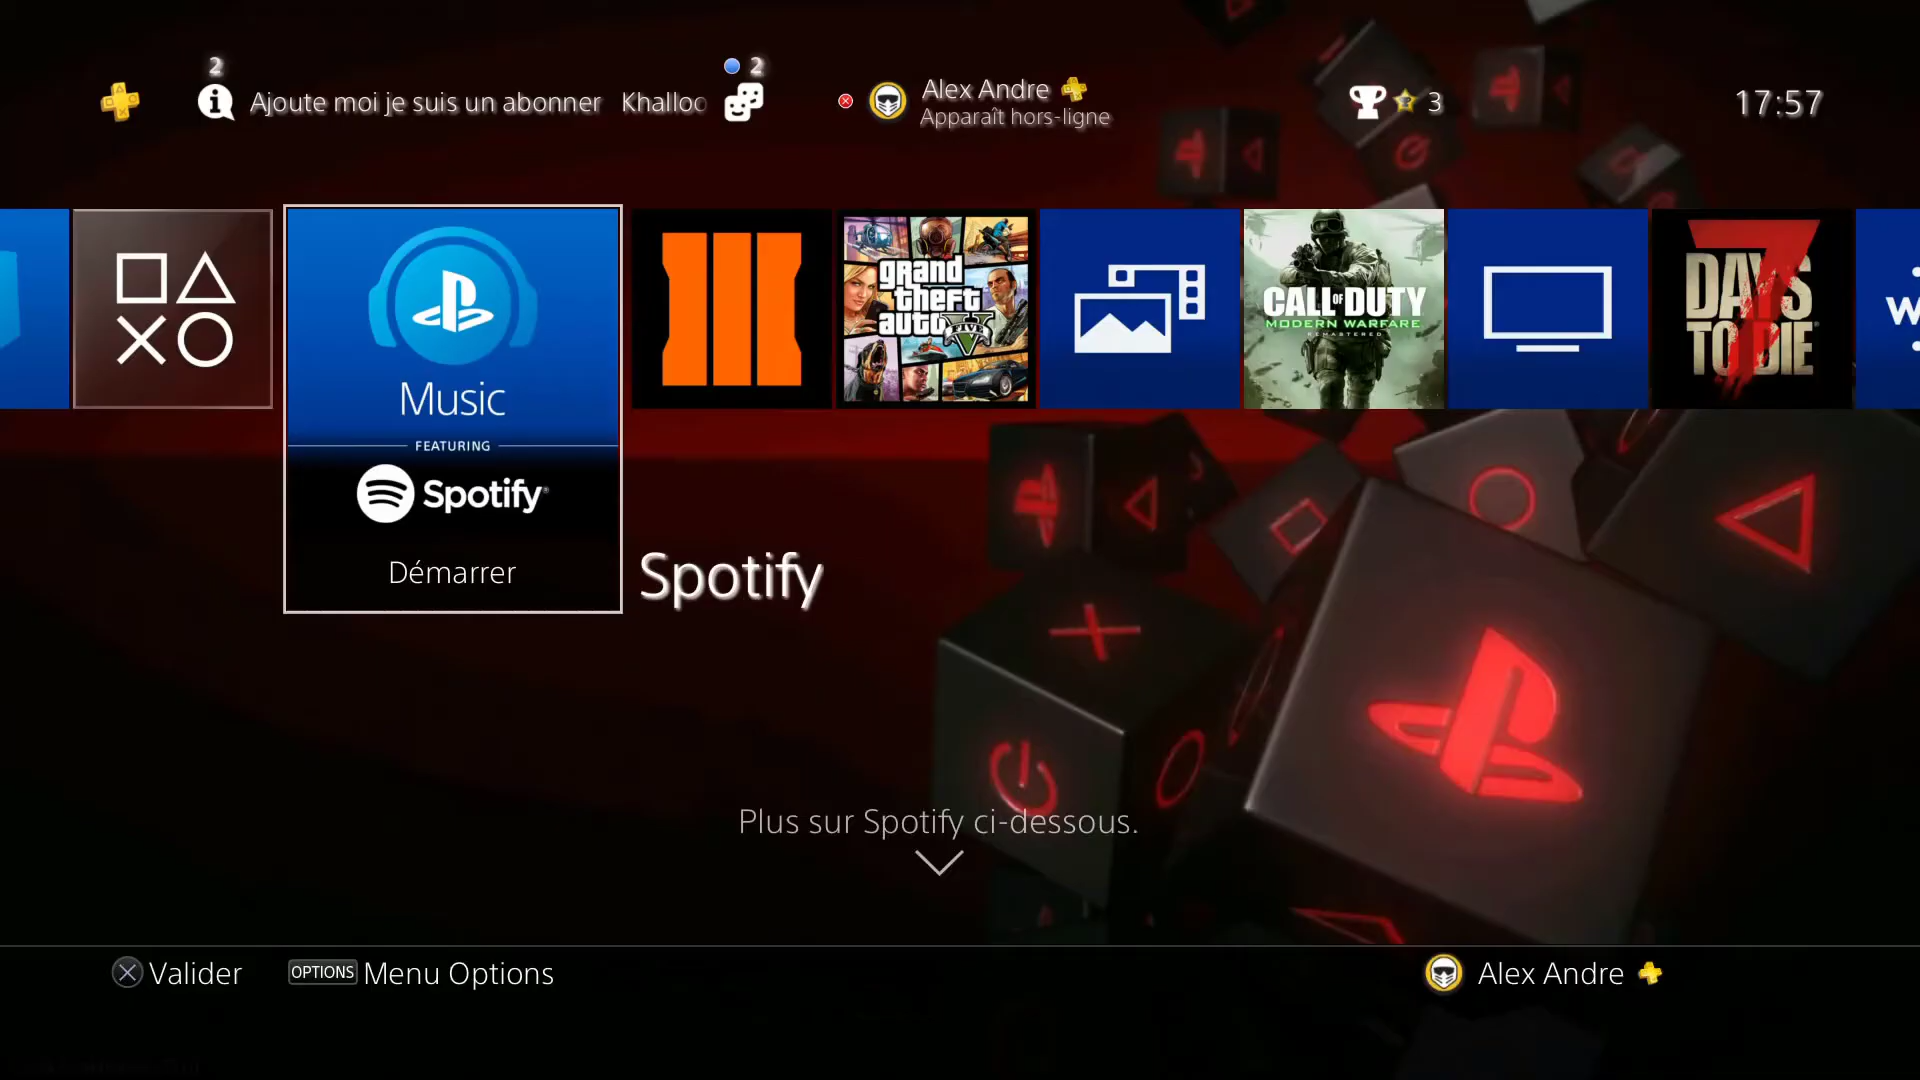 2
Ajoute moi je suis un abonner Khalloc
2
Alex Andre
Apparaît hors-ligne
3
17:57
Music
FEATURING
Spotify
Démarrer
grand
theft
auto
FIVE
CALL OF DUTY
MODERN WARFARE
REMASTERED
7
DAYS
TO DIE
W
Spotify
Plus sur Spotify ci-dessous.
Valider
OPTIONS Menu Options
Alex Andre